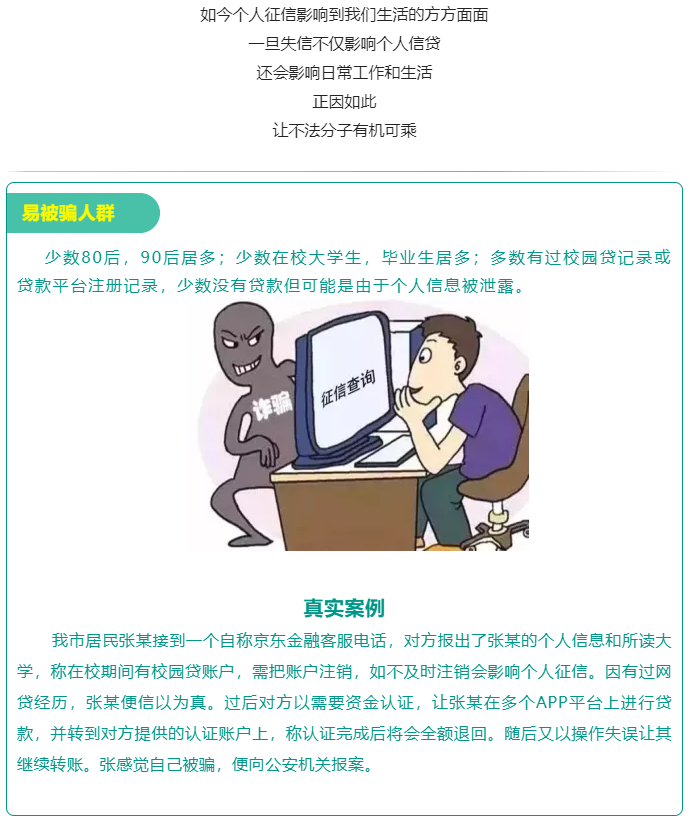 如今个人征信影响到我们生活的方方面面
一旦失信不仅影响个人信贷
还会影响日常工作和生活
正因如此
让不法分子有机可乘
易被骗人群
少数80后，90后居多；少数在校大学生，毕业生居多；多数有过校园贷记录或
贷款平台注册记录，少数没有贷款但可能是由于个人信息被泄露。
征信查询
诈骗
真实案例
我市居民张某接到一个自称京东金融客服电话，对方报出了张某的个人信息和所读大
学，称在校期间有校园贷账户，需把账户注销，如不及时注销会影响个人征信。因有过网
贷经历，张某便信以为真。过后对方以需要资金认证，让张某在多个APP平台上进行贷
款，并转到对方提供的认证账户上，称认证完成后将会全额退回。随后又以操作失误让其
继续转账。张感觉自己被骗，便向公安机关报案。